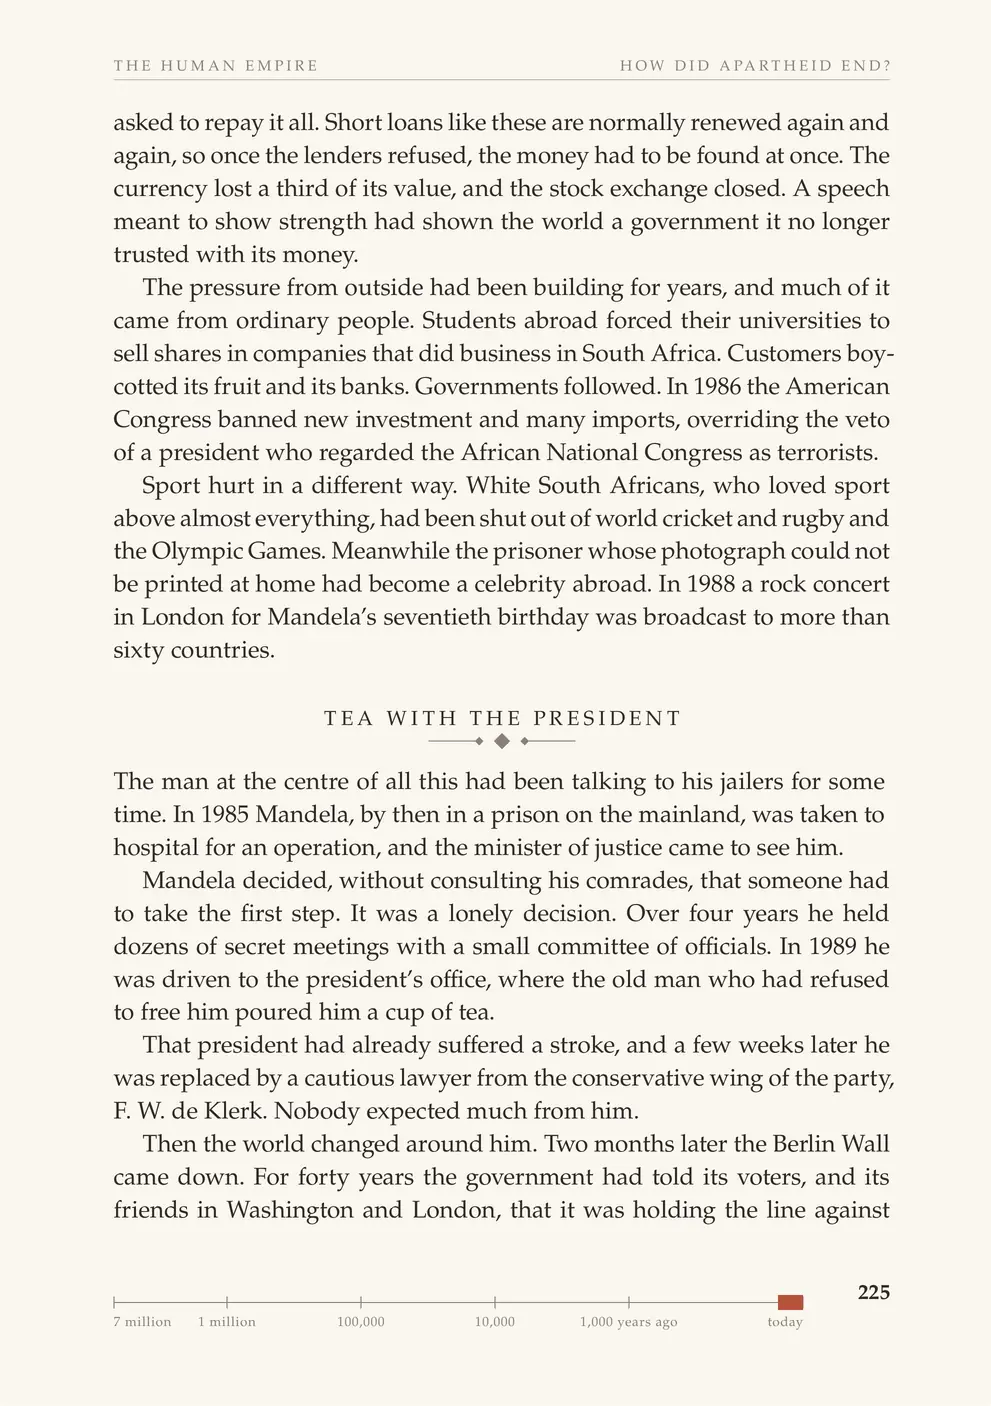 THE HUMAN EMPIRE
HOW DID APARTHEID END?
asked to repay it all. Short loans like these are normally renewed again and
again, so once the lenders refused, the money had to be found at once. The
currency lost a third of its value, and the stock exchange closed. A speech
meant to show strength had shown the world a government it no longer
trusted with its money.
The pressure from outside had been building for years, and much of it
came from ordinary people. Students abroad forced their universities to
sell shares in companies that did business in South Africa. Customers boy-
cotted its fruit and its banks. Governments followed. In 1986 the American
Congress banned new investment and many imports, overriding the veto
of a president who regarded the African National Congress as terrorists.
Sport hurt in a different way. White South Africans, who loved sport
above almost everything, had been shut out of world cricket and rugby and
the Olympic Games. Meanwhile the prisoner whose photograph could not
be printed at home had become a celebrity abroad. In 1988 a rock concert
in London for Mandela’s seventieth birthday was broadcast to more than
sixty countries.
TEA WITH THE PRESIDENT
The man at the centre of all this had been talking to his jailers for some
time. In 1985 Mandela, by then in a prison on the mainland, was taken to
hospital for an operation, and the minister of justice came to see him.
Mandela decided, without consulting his comrades, that someone had
to take the first step. It was a lonely decision. Over four years he held
dozens of secret meetings with a small committee of officials. In 1989 he
was driven to the president’s office, where the old man who had refused
to free him poured him a cup of tea.
That president had already suffered a stroke, and a few weeks later he
was replaced by a cautious lawyer from the conservative wing of the party,
F. W. de Klerk. Nobody expected much from him.
Then the world changed around him. Two months later the Berlin Wall
came down. For forty years the government had told its voters, and its
friends in Washington and London, that it was holding the line against
225
7 million 1 million 100,000 10,000 1,000 years ago today